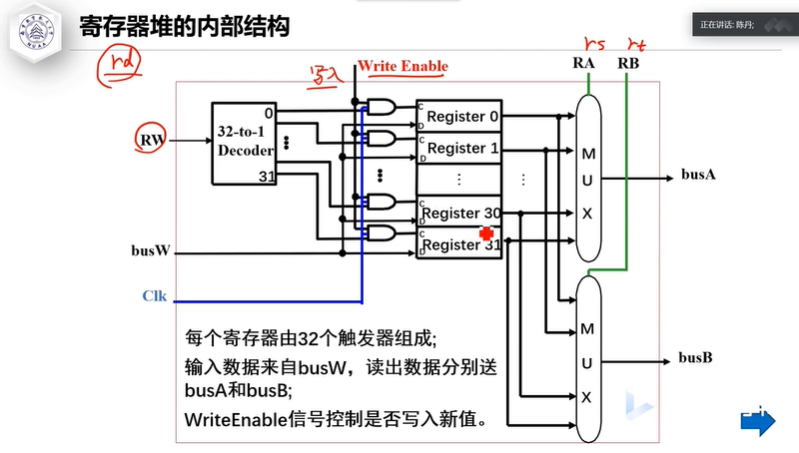 寄存器堆的内部结构
正在讲话: 陈丹;
rd
写入
Write Enable
rs
rt
RA
RB
RW
32-to-1
Decoder
0
31
C
D
Register 0
C
D
Register 1
C
D
Register 30
C
D
Register 31
M
U
X
busA
busW
Clk
M
U
X
busB
每个寄存器由32个触发器组成;
输入数据来自busW，读出数据分别送
busA和busB;
WriteEnable信号控制是否写入新值。